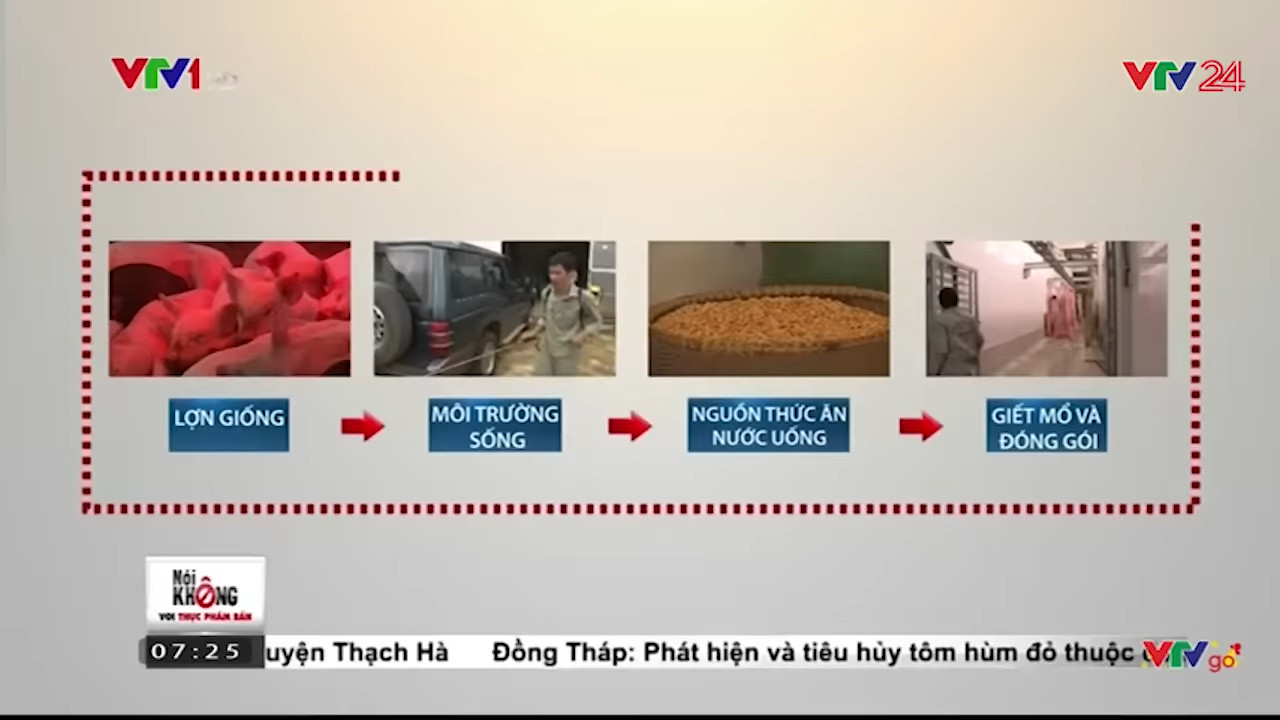 VTV1
VTV24
LỢN GIỐNG
MÔI TRƯỜNG
SỐNG
NGUỒN THỨC ĂN
NƯỚC UỐNG
GIẾT MỔ VÀ
ĐÓNG GÓI
Nói
KHÔNG
VỚI THỰC PHẨM BẨN
07:25
uyện Thạch Hà Đồng Tháp: Phát hiện và tiêu hủy tôm hùm đỏ thuộc
VTV go